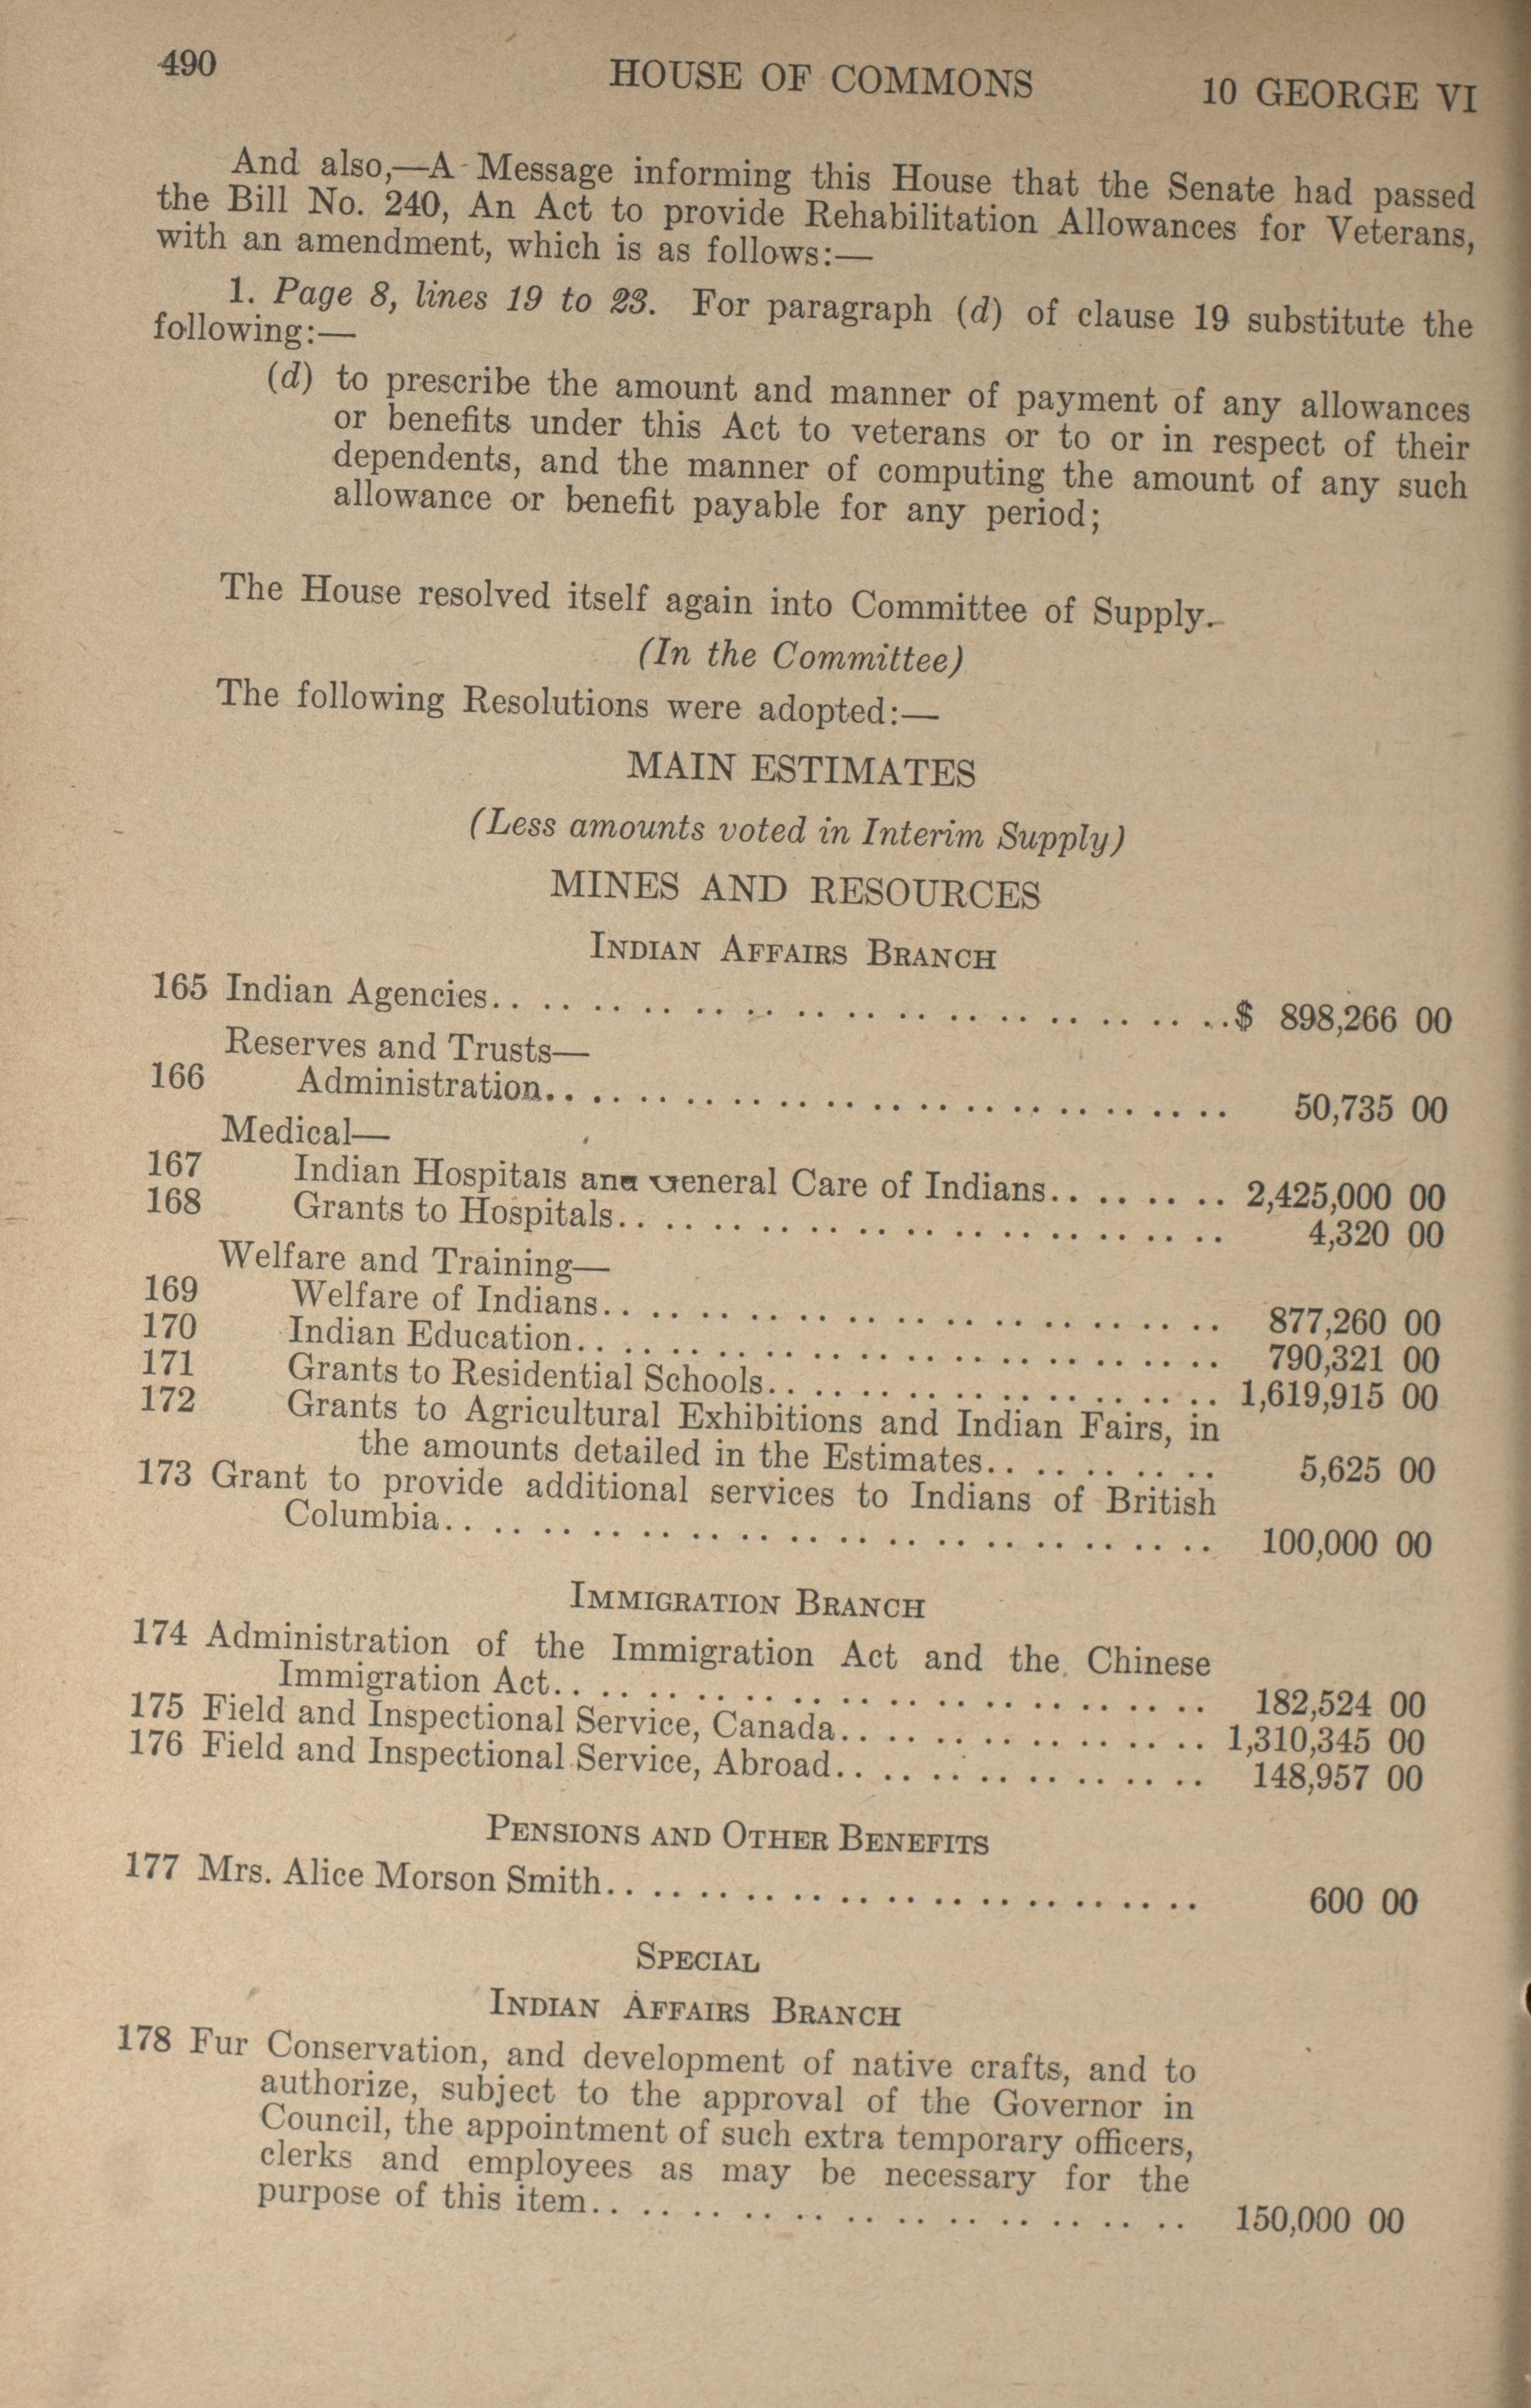 490
HOUSE OF COMMONS
10 GEORGE VI
And also,—A Message informing this House that the Senate had passed
the Bill No. 240, An Act to provide Rehabilitation Allowances for Veterans,
with an amendment, which is as follows:—
1. Page 8, lines 19 to 23. For paragraph (d) of clause 19 substitute the
following:—
(d) to prescribe the amount and manner of payment of any allowances
or benefits under this Act to veterans or to or in respect of their
dependents, and the manner of computing the amount of any such
allowance or benefit payable for any period;
The House resolved itself again into Committee of Supply.
(In the Committee)
The following Resolutions were adopted:—
MAIN ESTIMATES
(Less amounts voted in Interim Supply)
MINES AND RESOURCES
INDIAN AFFAIRS BRANCH
165 Indian Agencies.. .. .. .. .. .. .. .. .. .. .. .. .. .. ..$ 898,266 00
Reserves and Trusts—
166 Administration.. .. .. .. .. .. .. .. .. .. .. .. .. .. .. 50,735 00
Medical—
167 Indian Hospitals and General Care of Indians.. .. .. .. 2,425,000 00
168 Grants to Hospitals.. .. .. .. .. .. .. .. .. .. .. .. .. 4,320 00
Welfare and Training—
169 Welfare of Indians.. .. .. .. .. .. .. .. .. .. .. .. .. 877,260 00
170 Indian Education.. .. .. .. .. .. .. .. .. .. .. .. .. .. 790,321 00
171 Grants to Residential Schools.. .. .. .. .. .. .. .. .. .. 1,619,915 00
172 Grants to Agricultural Exhibitions and Indian Fairs, in
the amounts detailed in the Estimates.. .. .. .. .. 5,625 00
173 Grant to provide additional services to Indians of British
Columbia.. .. .. .. .. .. .. .. .. .. .. .. .. .. .. .. 100,000 00
IMMIGRATION BRANCH
174 Administration of the Immigration Act and the Chinese
Immigration Act.. .. .. .. .. .. .. .. .. .. .. .. .. .. 182,524 00
175 Field and Inspectional Service, Canada.. .. .. .. .. .. .. .. 1,310,345 00
176 Field and Inspectional Service, Abroad.. .. .. .. .. .. .. .. 148,957 00
PENSIONS AND OTHER BENEFITS
177 Mrs. Alice Morson Smith.. .. .. .. .. .. .. .. .. .. .. .. .. 600 00
SPECIAL
INDIAN AFFAIRS BRANCH
178 Fur Conservation, and development of native crafts, and to
authorize, subject to the approval of the Governor in
Council, the appointment of such extra temporary officers,
clerks and employees as may be necessary for the
purpose of this item.. .. .. .. .. .. .. .. .. .. .. .. 150,000 00